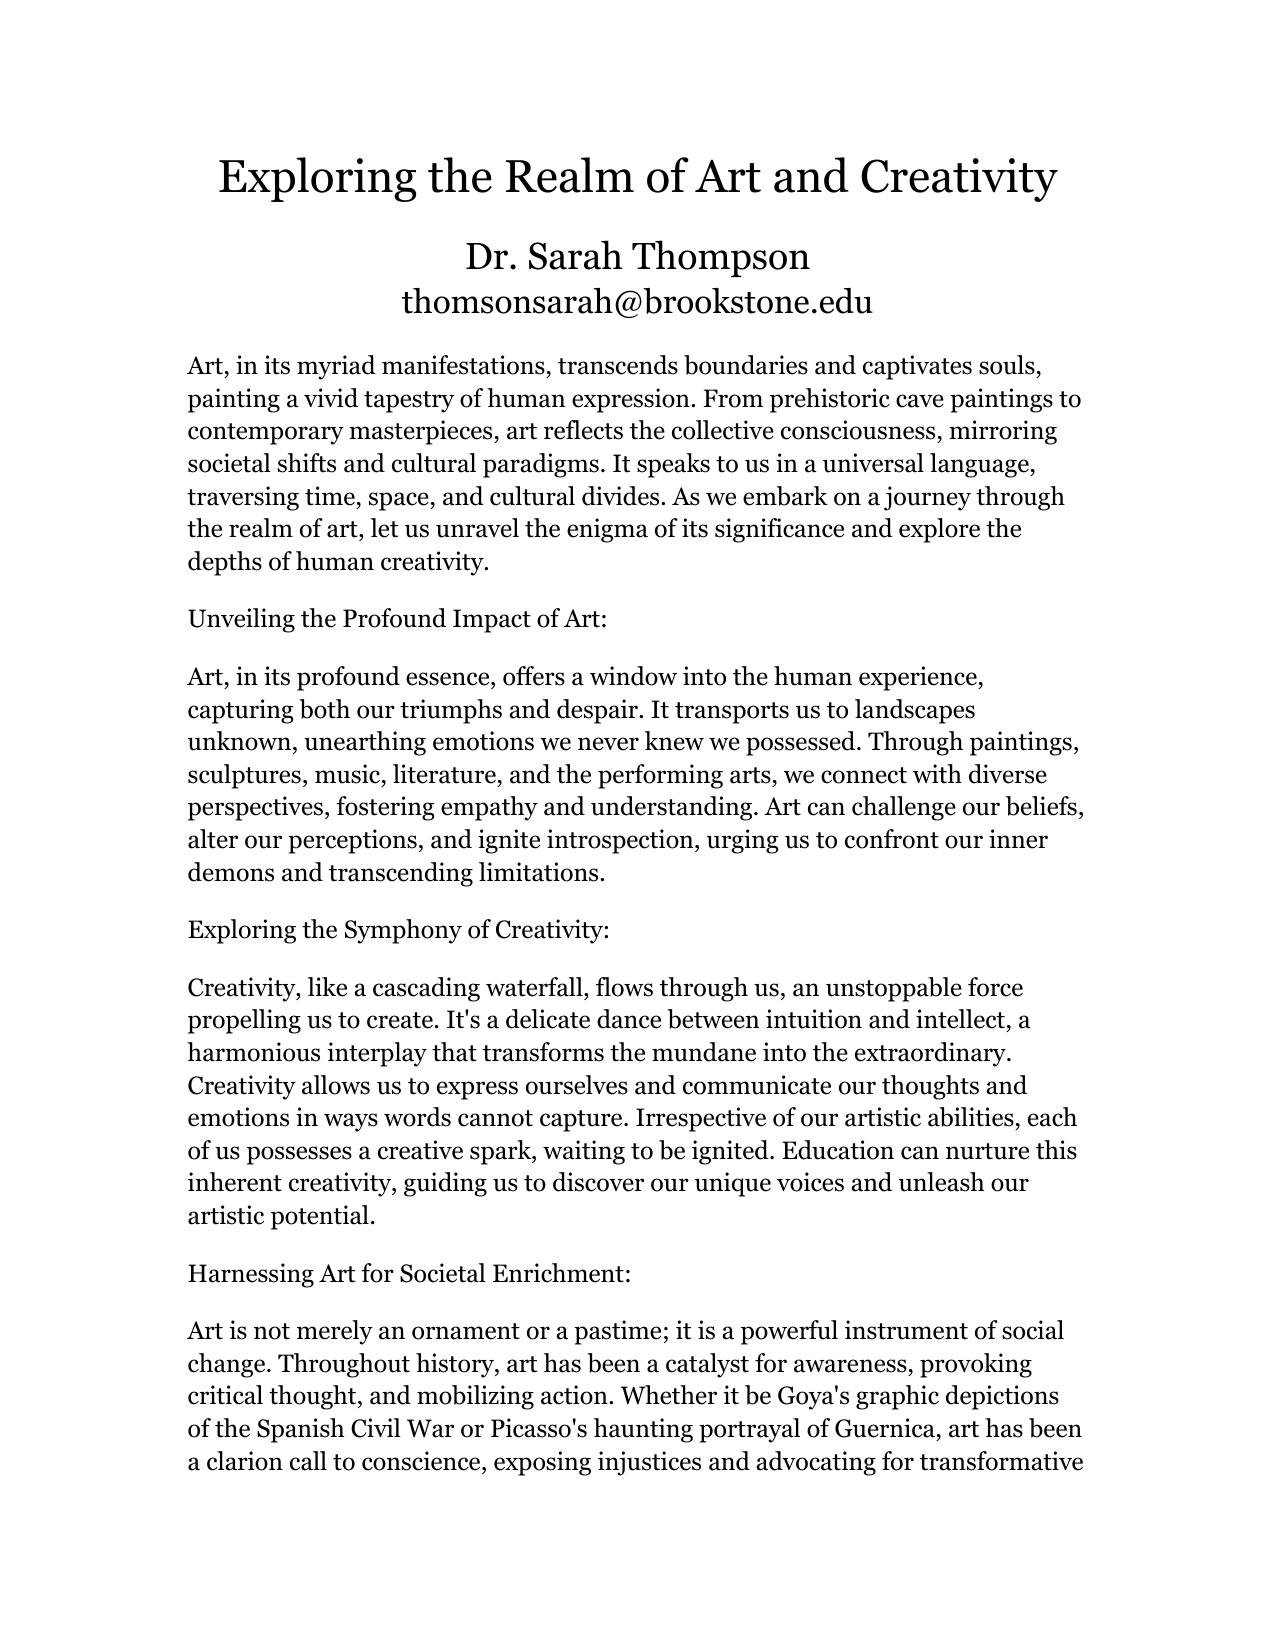 Exploring the Realm of Art and Creativity
Dr. Sarah Thompson
thomsonsarah@brookstone.edu
Art, in its myriad manifestations, transcends boundaries and captivates souls,
painting a vivid tapestry of human expression. From prehistoric cave paintings to
contemporary masterpieces, art reflects the collective consciousness, mirroring
societal shifts and cultural paradigms. It speaks to us in a universal language,
traversing time, space, and cultural divides. As we embark on a journey through
the realm of art, let us unravel the enigma of its significance and explore the
depths of human creativity.
Unveiling the Profound Impact of Art:
Art, in its profound essence, offers a window into the human experience,
capturing both our triumphs and despair. It transports us to landscapes
unknown, unearthing emotions we never knew we possessed. Through paintings,
sculptures, music, literature, and the performing arts, we connect with diverse
perspectives, fostering empathy and understanding. Art can challenge our beliefs,
alter our perceptions, and ignite introspection, urging us to confront our inner
demons and transcending limitations.
Exploring the Symphony of Creativity:
Creativity, like a cascading waterfall, flows through us, an unstoppable force
propelling us to create. It's a delicate dance between intuition and intellect, a
harmonious interplay that transforms the mundane into the extraordinary.
Creativity allows us to express ourselves and communicate our thoughts and
emotions in ways words cannot capture. Irrespective of our artistic abilities, each
of us possesses a creative spark, waiting to be ignited. Education can nurture this
inherent creativity, guiding us to discover our unique voices and unleash our
artistic potential.
Harnessing Art for Societal Enrichment:
Art is not merely an ornament or a pastime; it is a powerful instrument of social
change. Throughout history, art has been a catalyst for awareness, provoking
critical thought, and mobilizing action. Whether it be Goya's graphic depictions
of the Spanish Civil War or Picasso's haunting portrayal of Guernica, art has been
a clarion call to conscience, exposing injustices and advocating for transformative